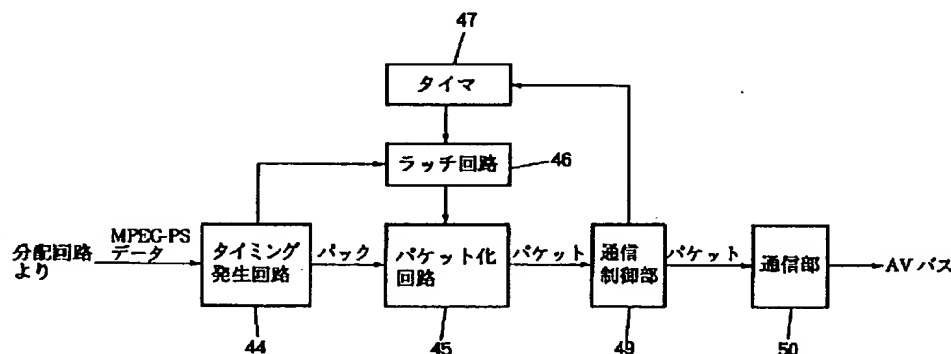 47
タイマ
ラッチ回路
46
分配回路
より
MPEG-PS
データ
タイミング
発生回路
パック
パケット化
回路
パケット
通信
制御部
パケット
通信部
AVバス
44
45
49
50